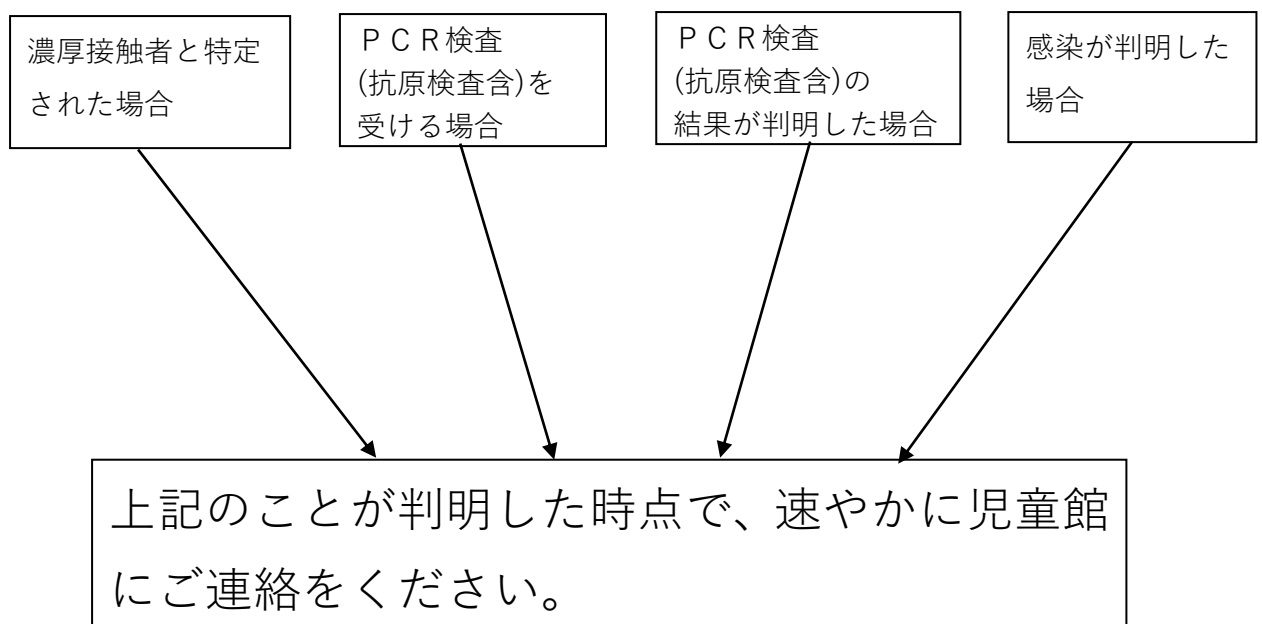 濃厚接触者と特定
された場合
ＰＣＲ検査
(抗原検査含)を
受ける場合
ＰＣＲ検査
(抗原検査含)の
結果が判明した場合
感染が判明した
場合
上記のことが判明した時点で、速やかに児童館
にご連絡をください。